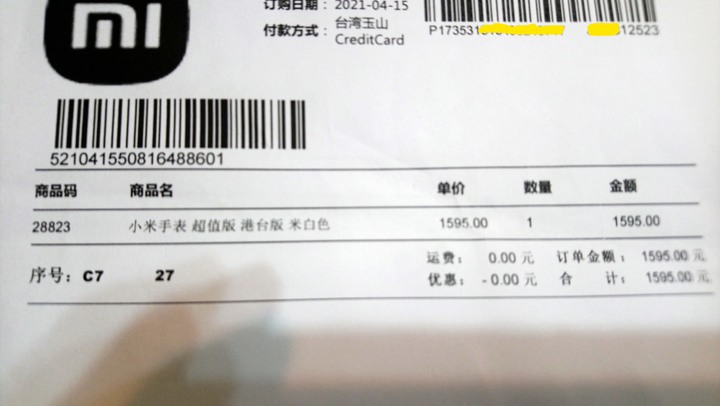 mi
订购日期： 2021-04-15
付款方式： 台湾玉山
CreditCard
12523
521041550816488601
商品码 商品名 单价 数量 金额
28823 小米手表 超值版 港台版 米白色 1595.00 1 1595.00
运费： 0.00 元 订单金额： 1595.00 元
序号：C7 27
优惠： - 0.00 元 合 计： 1595.00 元